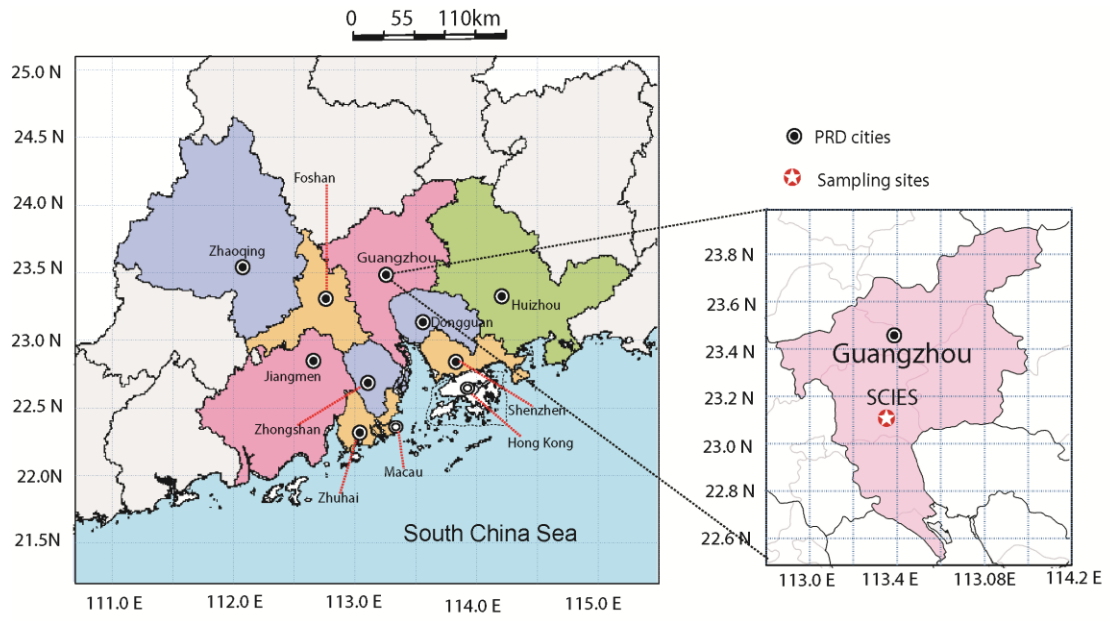 0 55 110km
25.0 N
24.5 N
24.0 N
23.5 N
23.0 N
22.5 N
22.0N
21.5 N
111.0 E 112.0 E 113.0 E 114.0 E 115.0 E
Foshan
Zhaoqing
Guangzhou
Huizhou
Dongguan
Jiangmen
Shenzhen
Zhongshan
Hong Kong
Macau
Zhuhai
South China Sea
PRD cities
Sampling sites
23.8 N
23.6 N
23.4 N
23.2 N
23.0 N
22.8 N
22.6 N
Guangzhou
SCIES
113.0 E 113.4 E 113.08E 114.2 E